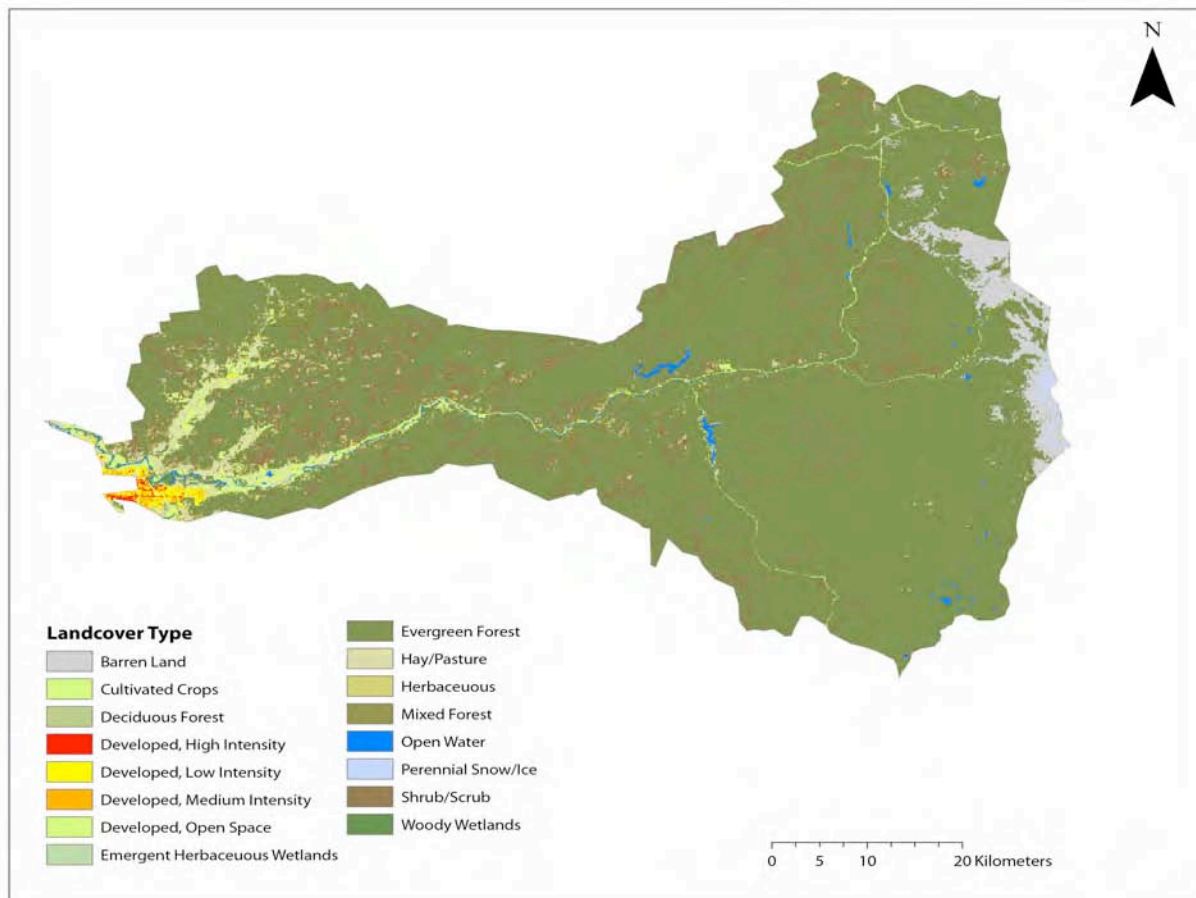 N
Landcover Type
Barren Land
Cultivated Crops
Deciduous Forest
Developed, High Intensity
Developed, Low Intensity
Developed, Medium Intensity
Developed, Open Space
Emergent Herbaceuous Wetlands
Evergreen Forest
Hay/Pasture
Herbaceuous
Mixed Forest
Open Water
Perennial Snow/Ice
Shrub/Scrub
Woody Wetlands
0 5 10 20 Kilometers